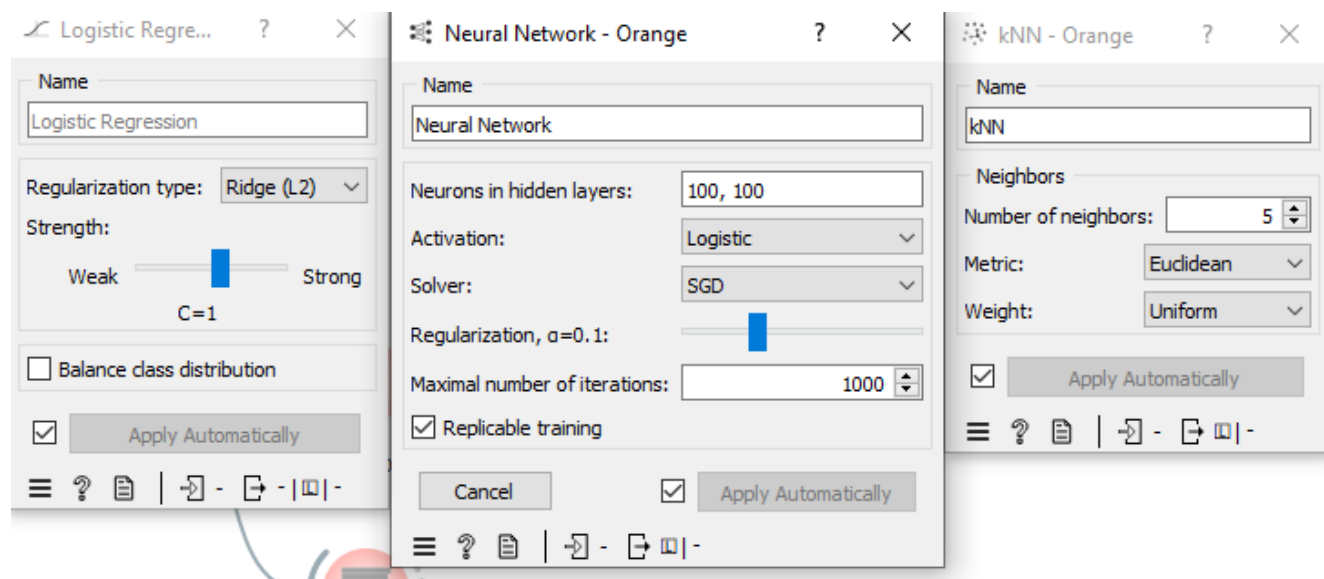 Logistic Regre...
?
Name
Logistic Regression
Regularization type: Ridge (L2)
Strength:
Weak Strong
C=1
Balance class distribution
Apply Automatically
Neural Network - Orange
?
Name
Neural Network
Neurons in hidden layers: 100, 100
Activation: Logistic
Solver: SGD
Regularization, α=0.1:
Maximal number of iterations: 1000
Replicable training
Cancel Apply Automatically
kNN - Orange
?
Name
kNN
Neighbors
Number of neighbors: 5
Metric: Euclidean
Weight: Uniform
Apply Automatically